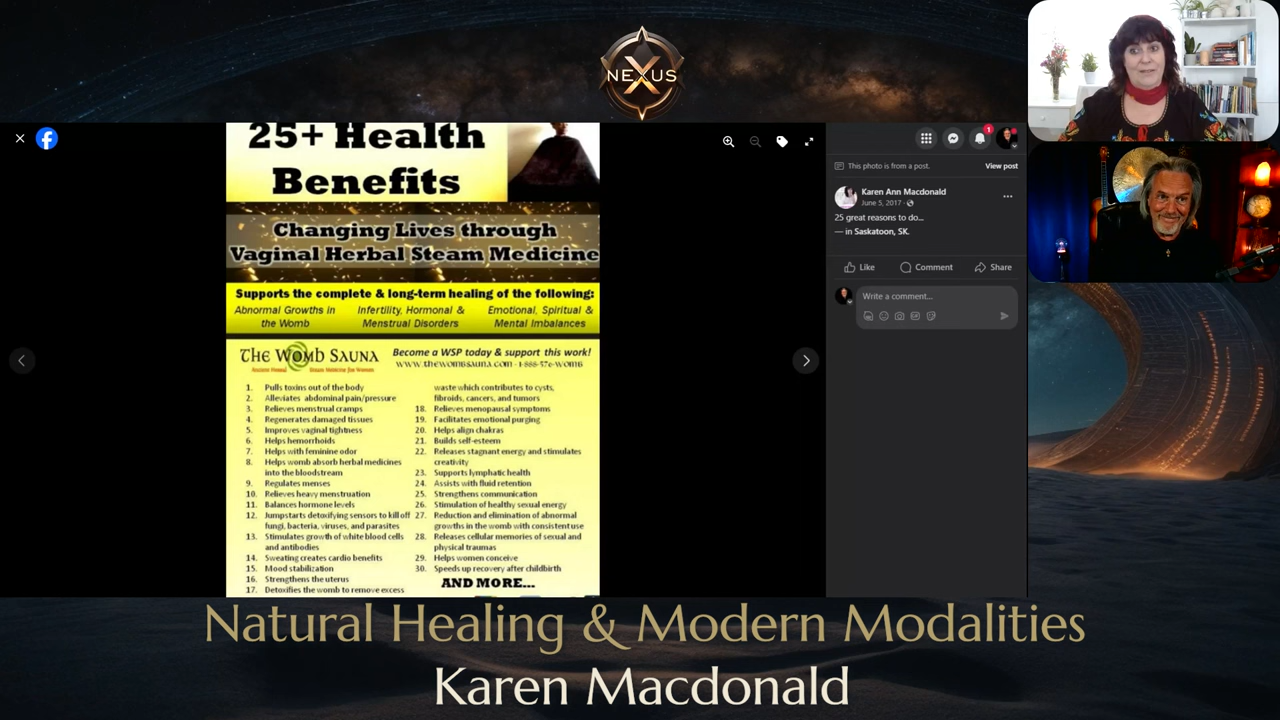 NEXUS
25+ Health
Benefits
Changing Lives through
Vaginal Herbal Steam Medicine
Supports the complete & long-term healing of the following:
Abnormal Growths in
the Womb
Infertility, Hormonal &
Menstrual Disorders
Emotional, Spiritual &
Mental Imbalances
THE WOMB SAUNA
Become a WSP today & support this work!
www.thewombsauna.com - 1-888-57e-WOMB
1. Pulls toxins out of the body
2. Alleviates abdominal pain/pressure
3. Relieves menstrual cramps
4. Regenerates damaged tissues
5. Improves vaginal tightness
6. Helps hemorrhoids
7. Helps with feminine odor
8. Helps womb absorb herbal medicines
into the bloodstream
9. Regulates menses
10. Relieves heavy menstruation
11. Balances hormone levels
12. Jumpstarts detoxifying sensors to kill off
fungi, bacteria, viruses, and parasites
13. Stimulates growth of white blood cells
and antibodies
14. Sweating creates cardio benefits
15. Mood stabilization
16. Strengthens the uterus
17. Detoxifies the womb to remove excess
waste which contributes to cysts,
fibroids, cancers, and tumors
18. Relieves menopausal symptoms
19. Facilitates emotional purging
20. Helps align chakras
21. Builds self-esteem
22. Releases stagnant energy and stimulates
creativity
23. Supports lymphatic health
24. Assists with fluid retention
25. Strengthens communication
26. Stimulation of healthy sexual energy
27. Reduction and elimination of abnormal
growths in the womb with consistent use
28. Releases cellular memories of sexual and
physical traumas
29. Helps women conceive
30. Speeds up recovery after childbirth
AND MORE...
1
This photo is from a post.
View post
Karen Ann Macdonald
June 5, 2017 ·
25 great reasons to do...
— in Saskatoon, SK.
Like
Comment
Share
Write a comment...
Natural Healing & Modern Modalities
Karen Macdonald